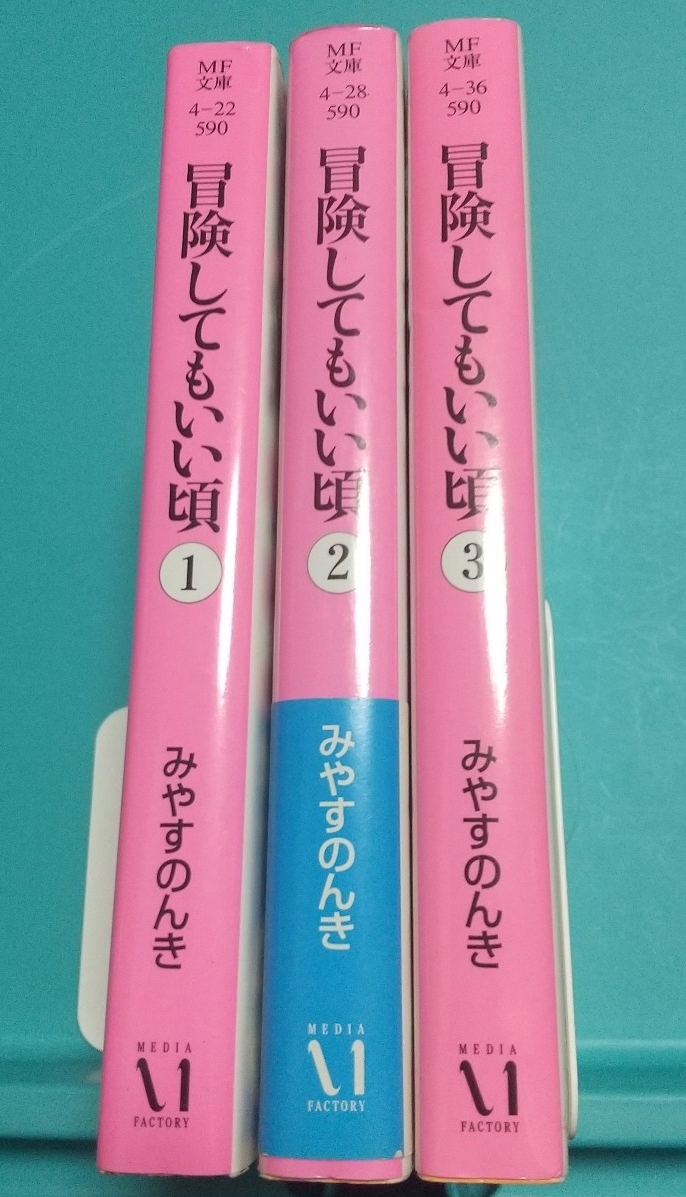 MF
文庫
4-22
590
冒険してもいい頃
1
みやすのんき
MEDIA
FACTORY
MF
文庫
4-28
590
冒険してもいい頃
2
みやすのんき
MEDIA
FACTORY
MF
文庫
4-36
590
冒険してもいい頃
3
みやすのんき
MEDIA
FACTORY